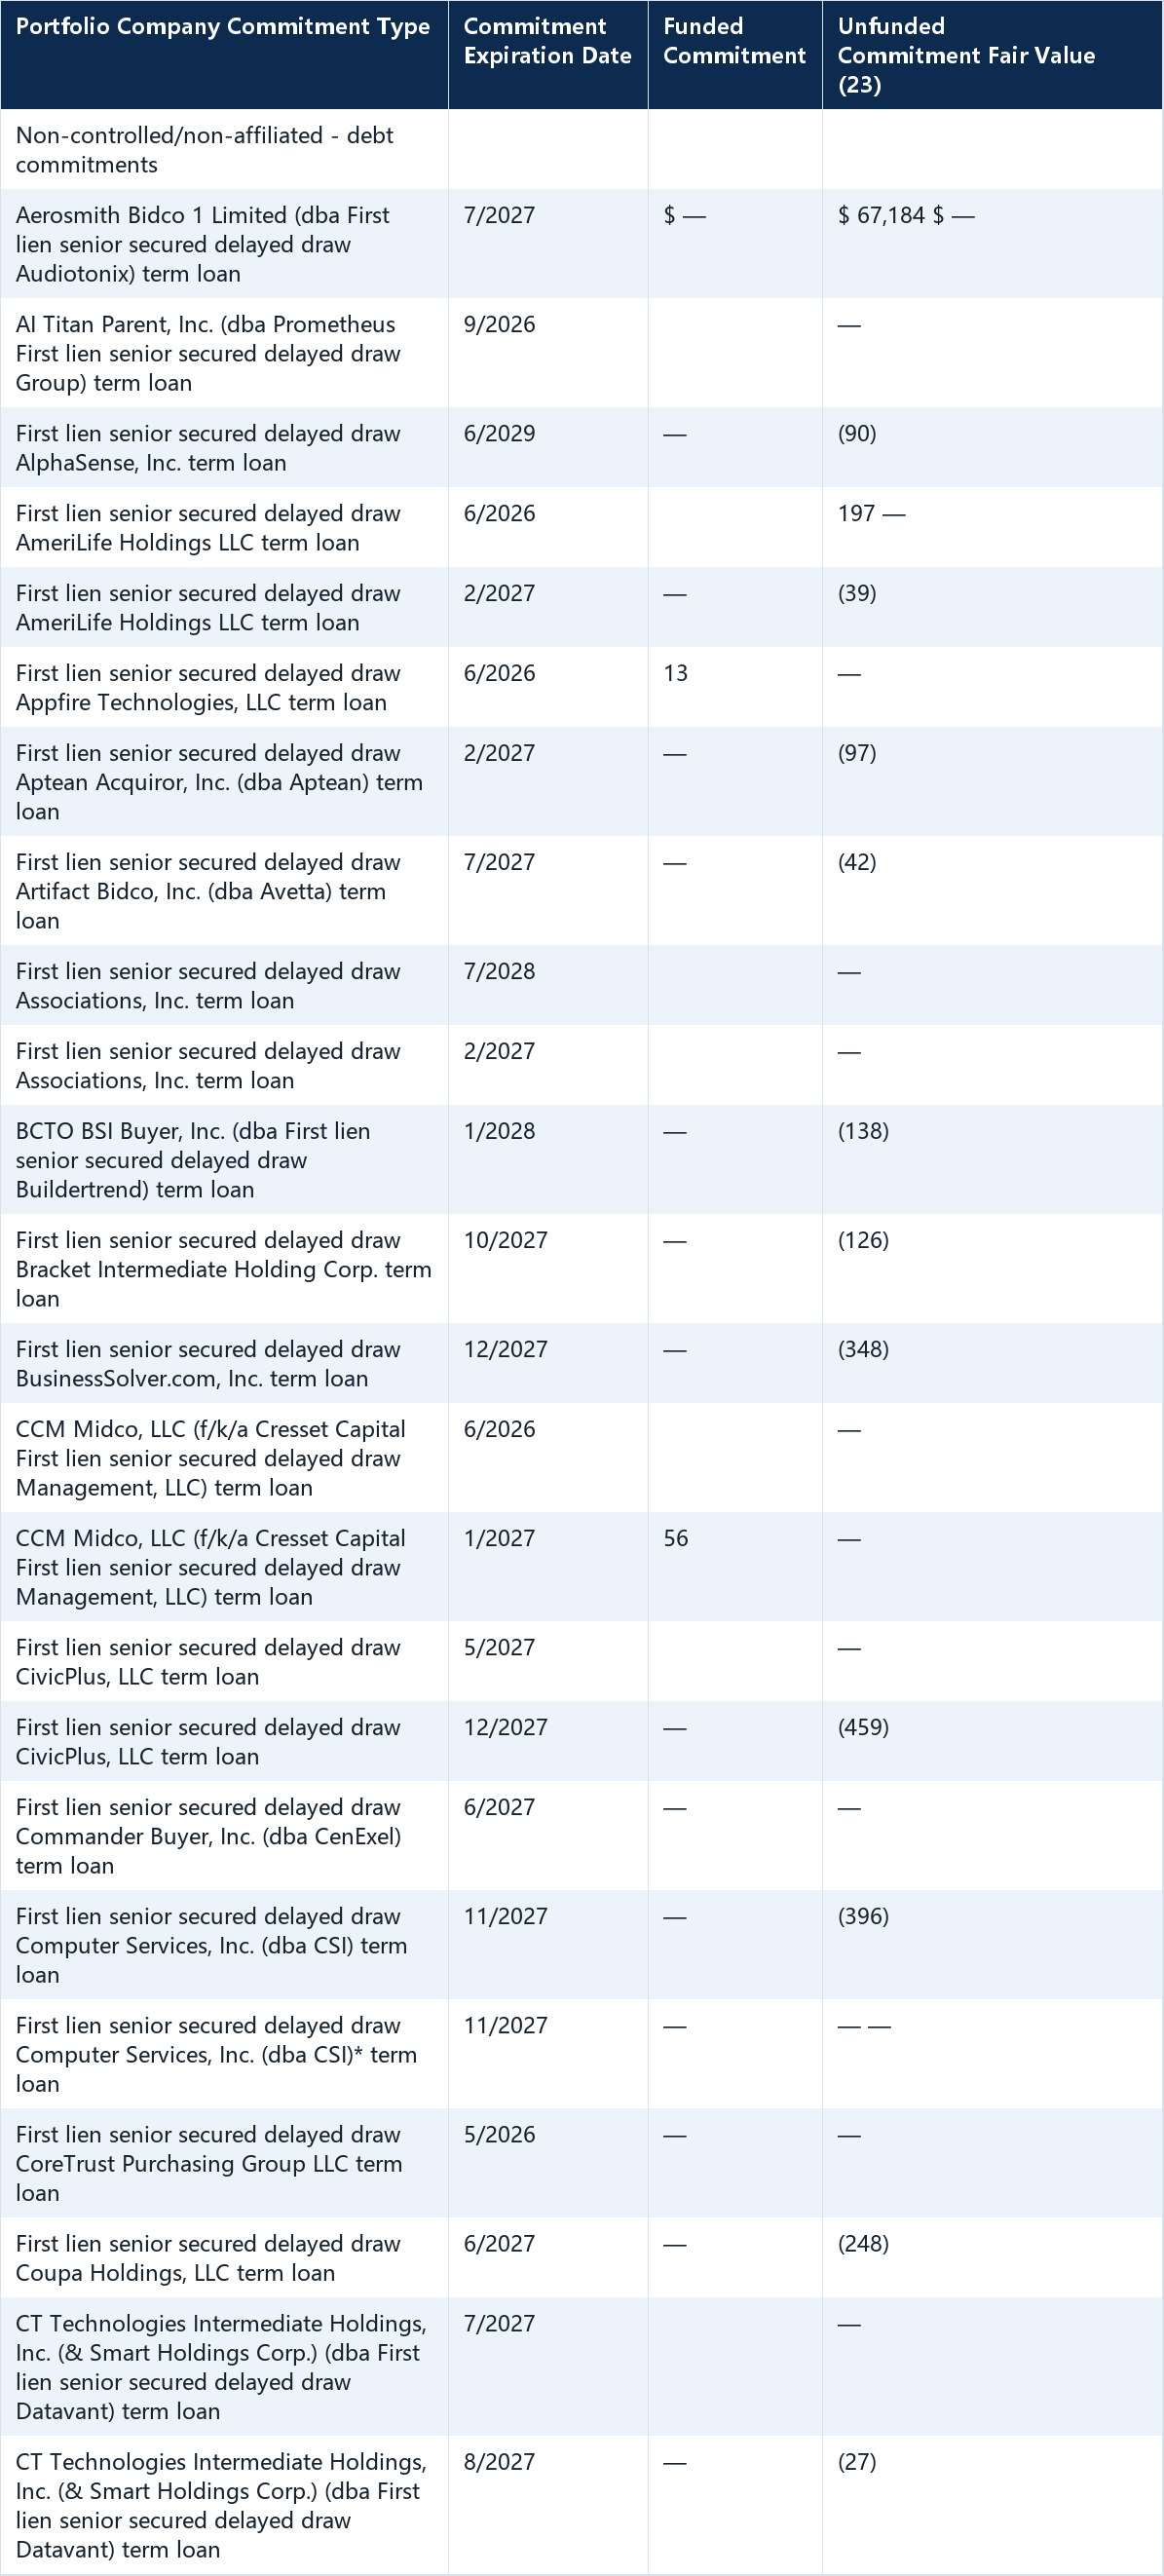 Portfolio Company Commitment Type
Commitment
Expiration Date
Funded
Commitment
Unfunded
Commitment Fair Value
(23)
Non-controlled/non-affiliated - debt
commitments
Aerosmith Bidco 1 Limited (dba First
lien senior secured delayed draw
Audiotonix) term loan
7/2027
$ —
$ 67,184 $ —
AI Titan Parent, Inc. (dba Prometheus
First lien senior secured delayed draw
Group) term loan
9/2026
—
First lien senior secured delayed draw
AlphaSense, Inc. term loan
6/2029
—
(90)
First lien senior secured delayed draw
AmeriLife Holdings LLC term loan
6/2026
197 —
First lien senior secured delayed draw
AmeriLife Holdings LLC term loan
2/2027
—
(39)
First lien senior secured delayed draw
Appfire Technologies, LLC term loan
6/2026
13
—
First lien senior secured delayed draw
Aptean Acquiror, Inc. (dba Aptean) term
loan
2/2027
—
(97)
First lien senior secured delayed draw
Artifact Bidco, Inc. (dba Avetta) term
loan
7/2027
—
(42)
First lien senior secured delayed draw
Associations, Inc. term loan
7/2028
—
First lien senior secured delayed draw
Associations, Inc. term loan
2/2027
—
BCTO BSI Buyer, Inc. (dba First lien
senior secured delayed draw
Buildertrend) term loan
1/2028
—
(138)
First lien senior secured delayed draw
Bracket Intermediate Holding Corp. term
loan
10/2027
—
(126)
First lien senior secured delayed draw
BusinessSolver.com, Inc. term loan
12/2027
—
(348)
CCM Midco, LLC (f/k/a Cresset Capital
First lien senior secured delayed draw
Management, LLC) term loan
6/2026
—
CCM Midco, LLC (f/k/a Cresset Capital
First lien senior secured delayed draw
Management, LLC) term loan
1/2027
56
—
First lien senior secured delayed draw
CivicPlus, LLC term loan
5/2027
—
First lien senior secured delayed draw
CivicPlus, LLC term loan
12/2027
—
(459)
First lien senior secured delayed draw
Commander Buyer, Inc. (dba CenExel)
term loan
6/2027
—
—
First lien senior secured delayed draw
Computer Services, Inc. (dba CSI) term
loan
11/2027
—
(396)
First lien senior secured delayed draw
Computer Services, Inc. (dba CSI)* term
loan
11/2027
—
— —
First lien senior secured delayed draw
CoreTrust Purchasing Group LLC term
loan
5/2026
—
—
First lien senior secured delayed draw
Coupa Holdings, LLC term loan
6/2027
—
(248)
CT Technologies Intermediate Holdings,
Inc. (& Smart Holdings Corp.) (dba First
lien senior secured delayed draw
Datavant) term loan
7/2027
—
CT Technologies Intermediate Holdings,
Inc. (& Smart Holdings Corp.) (dba First
lien senior secured delayed draw
Datavant) term loan
8/2027
—
(27)